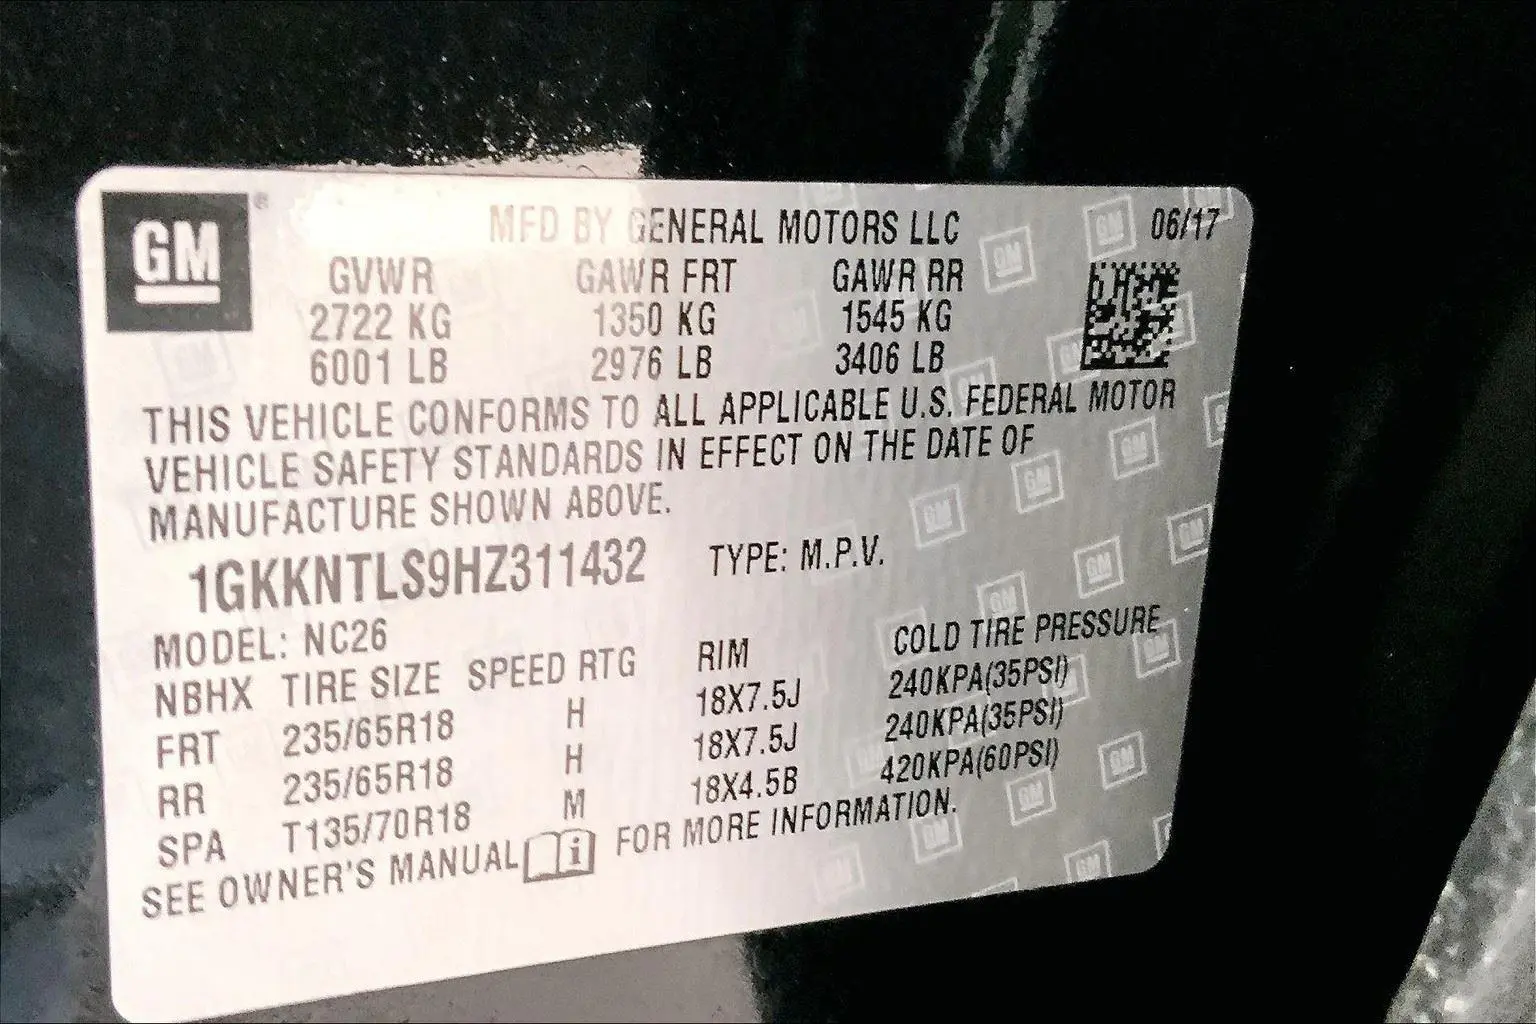 GM® MFD BY GENERAL MOTORS LLC 06/17
GVWR GAWR FRT GAWR RR
2722 KG 1350 KG 1545 KG
6001 LB 2976 LB 3406 LB
THIS VEHICLE CONFORMS TO ALL APPLICABLE U.S. FEDERAL MOTOR
VEHICLE SAFETY STANDARDS IN EFFECT ON THE DATE OF
MANUFACTURE SHOWN ABOVE.
1GKKNTLS9HZ311432 TYPE: M.P.V.
MODEL: NC26
NBHX TIRE SIZE SPEED RTG RIM COLD TIRE PRESSURE
FRT 235/65R18 H 18X7.5J 240KPA(35PSI)
RR 235/65R18 H 18X7.5J 240KPA(35PSI)
SPA T135/70R18 M 18X4.5B 420KPA(60PSI)
SEE OWNER'S MANUAL i FOR MORE INFORMATION.